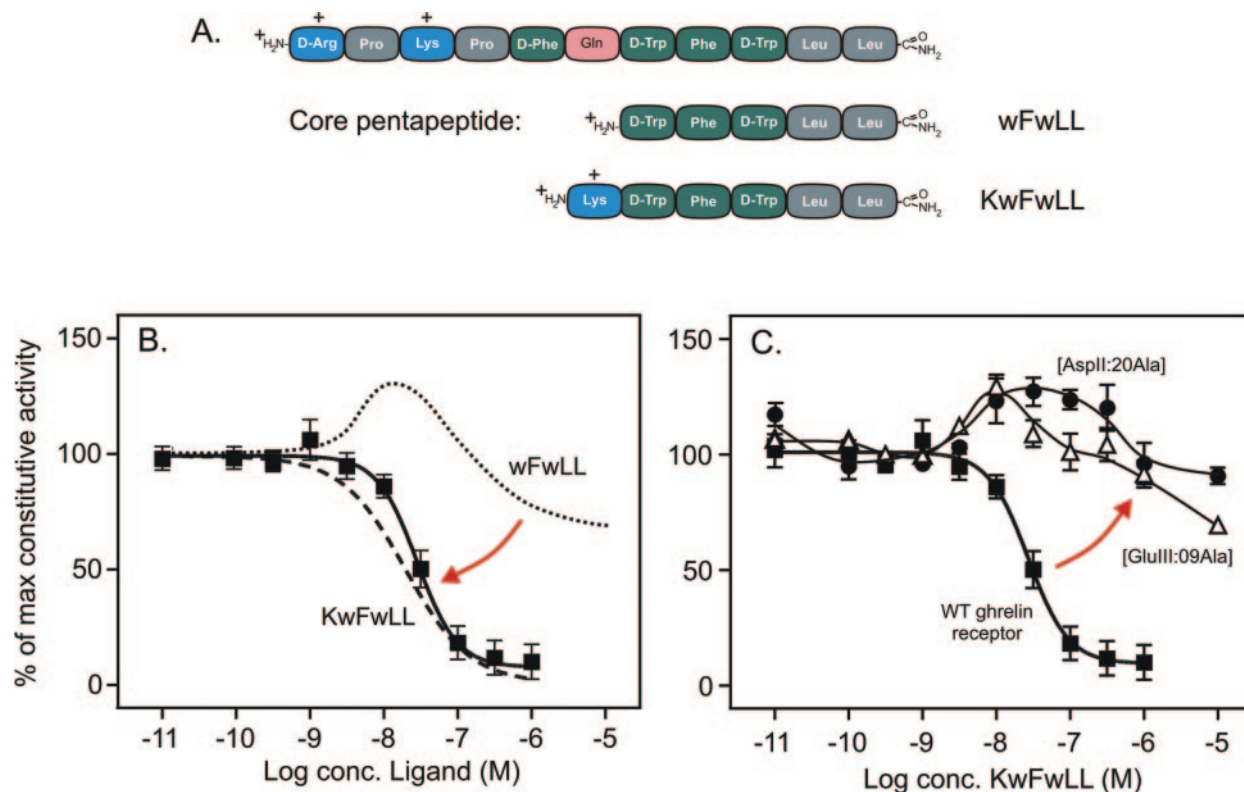 A.
+ +
+H2N- D-Arg Pro Lys Pro D-Phe Gln D-Trp Phe D-Trp Leu Leu -C=O NH2
Core pentapeptide: +H2N- D-Trp Phe D-Trp Leu Leu -C=O NH2 wFwLL
+
+H2N Lys D-Trp Phe D-Trp Leu Leu -C=O NH2 KwFwLL
B.
% of max constitutive activity
150
100
50
0
wFwLL
KwFwLL
-11 -10 -9 -8 -7 -6 -5
Log conc. Ligand (M)
C.
150
100
50
0
[AspII:20Ala]
[GluIII:09Ala]
WT ghrelin
receptor
-11 -10 -9 -8 -7 -6 -5
Log conc. KwFwLL (M)